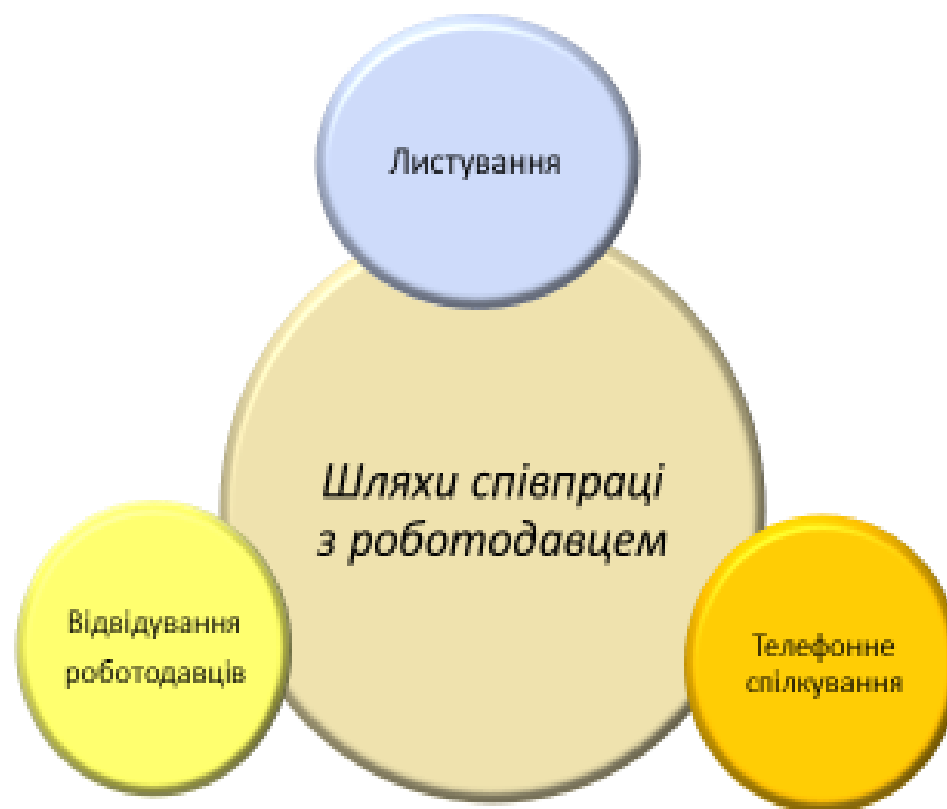 Листування
Шляхи співпраці
з роботодавцем
Відвідування
роботодавців
Телефонне
спілкування